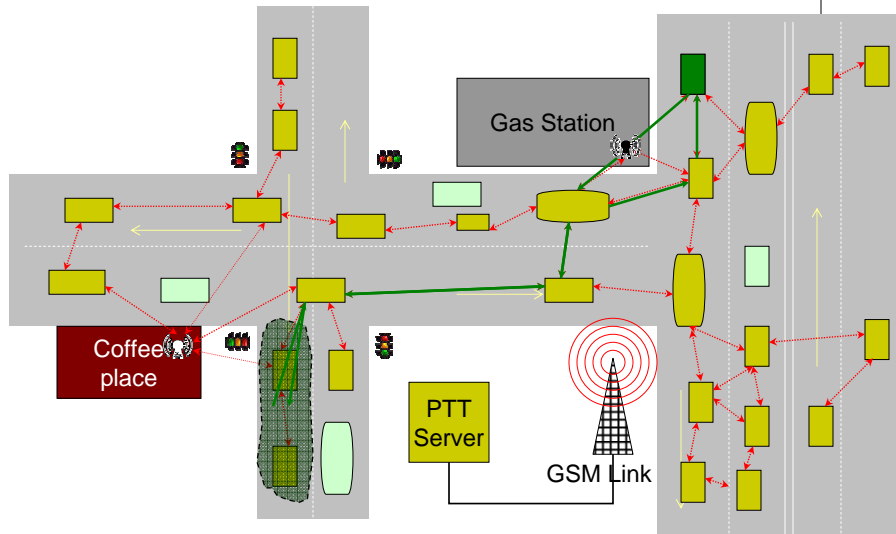 Gas Station
Coffee
place
PTT
Server
GSM Link